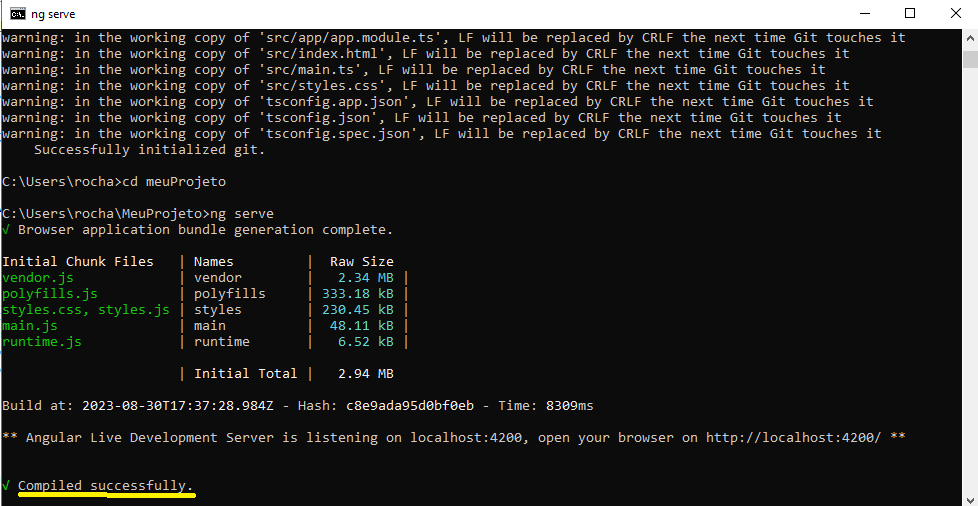 ng serve
warning: in the working copy of 'src/app/app.module.ts', LF will be replaced by CRLF the next time Git touches it
warning: in the working copy of 'src/index.html', LF will be replaced by CRLF the next time Git touches it
warning: in the working copy of 'src/main.ts', LF will be replaced by CRLF the next time Git touches it
warning: in the working copy of 'src/styles.css', LF will be replaced by CRLF the next time Git touches it
warning: in the working copy of 'tsconfig.app.json', LF will be replaced by CRLF the next time Git touches it
warning: in the working copy of 'tsconfig.json', LF will be replaced by CRLF the next time Git touches it
warning: in the working copy of 'tsconfig.spec.json', LF will be replaced by CRLF the next time Git touches it
    Successfully initialized git.
C:\Users\rocha>cd meuProjeto
C:\Users\rocha\MeuProjeto>ng serve
√ Browser application bundle generation complete.
Initial Chunk Files   | Names         |  Raw Size
vendor.js             | vendor        |   2.34 MB |
polyfills.js          | polyfills     | 333.18 kB |
styles.css, styles.js | styles        | 230.45 kB |
main.js               | main          |  48.11 kB |
runtime.js            | runtime       |   6.52 kB |
                      | Initial Total |   2.94 MB
Build at: 2023-08-30T17:37:28.984Z - Hash: c8e9ada95d0bf0eb - Time: 8309ms
** Angular Live Development Server is listening on localhost:4200, open your browser on http://localhost:4200/ **
√ Compiled successfully.